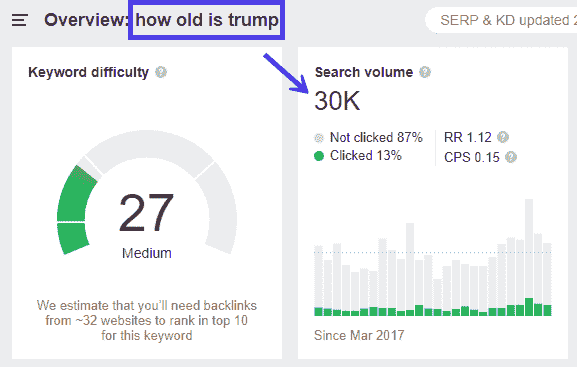 Overview: how old is trump
SERP & KD updated 2
Keyword difficulty ?
27
Medium
We estimate that you'll need backlinks
from ~32 websites to rank in top 10
for this keyword
Search volume ?
30K
Not clicked 87%
Clicked 13%
RR 1.12 ?
CPS 0.15 ?
Since Mar 2017